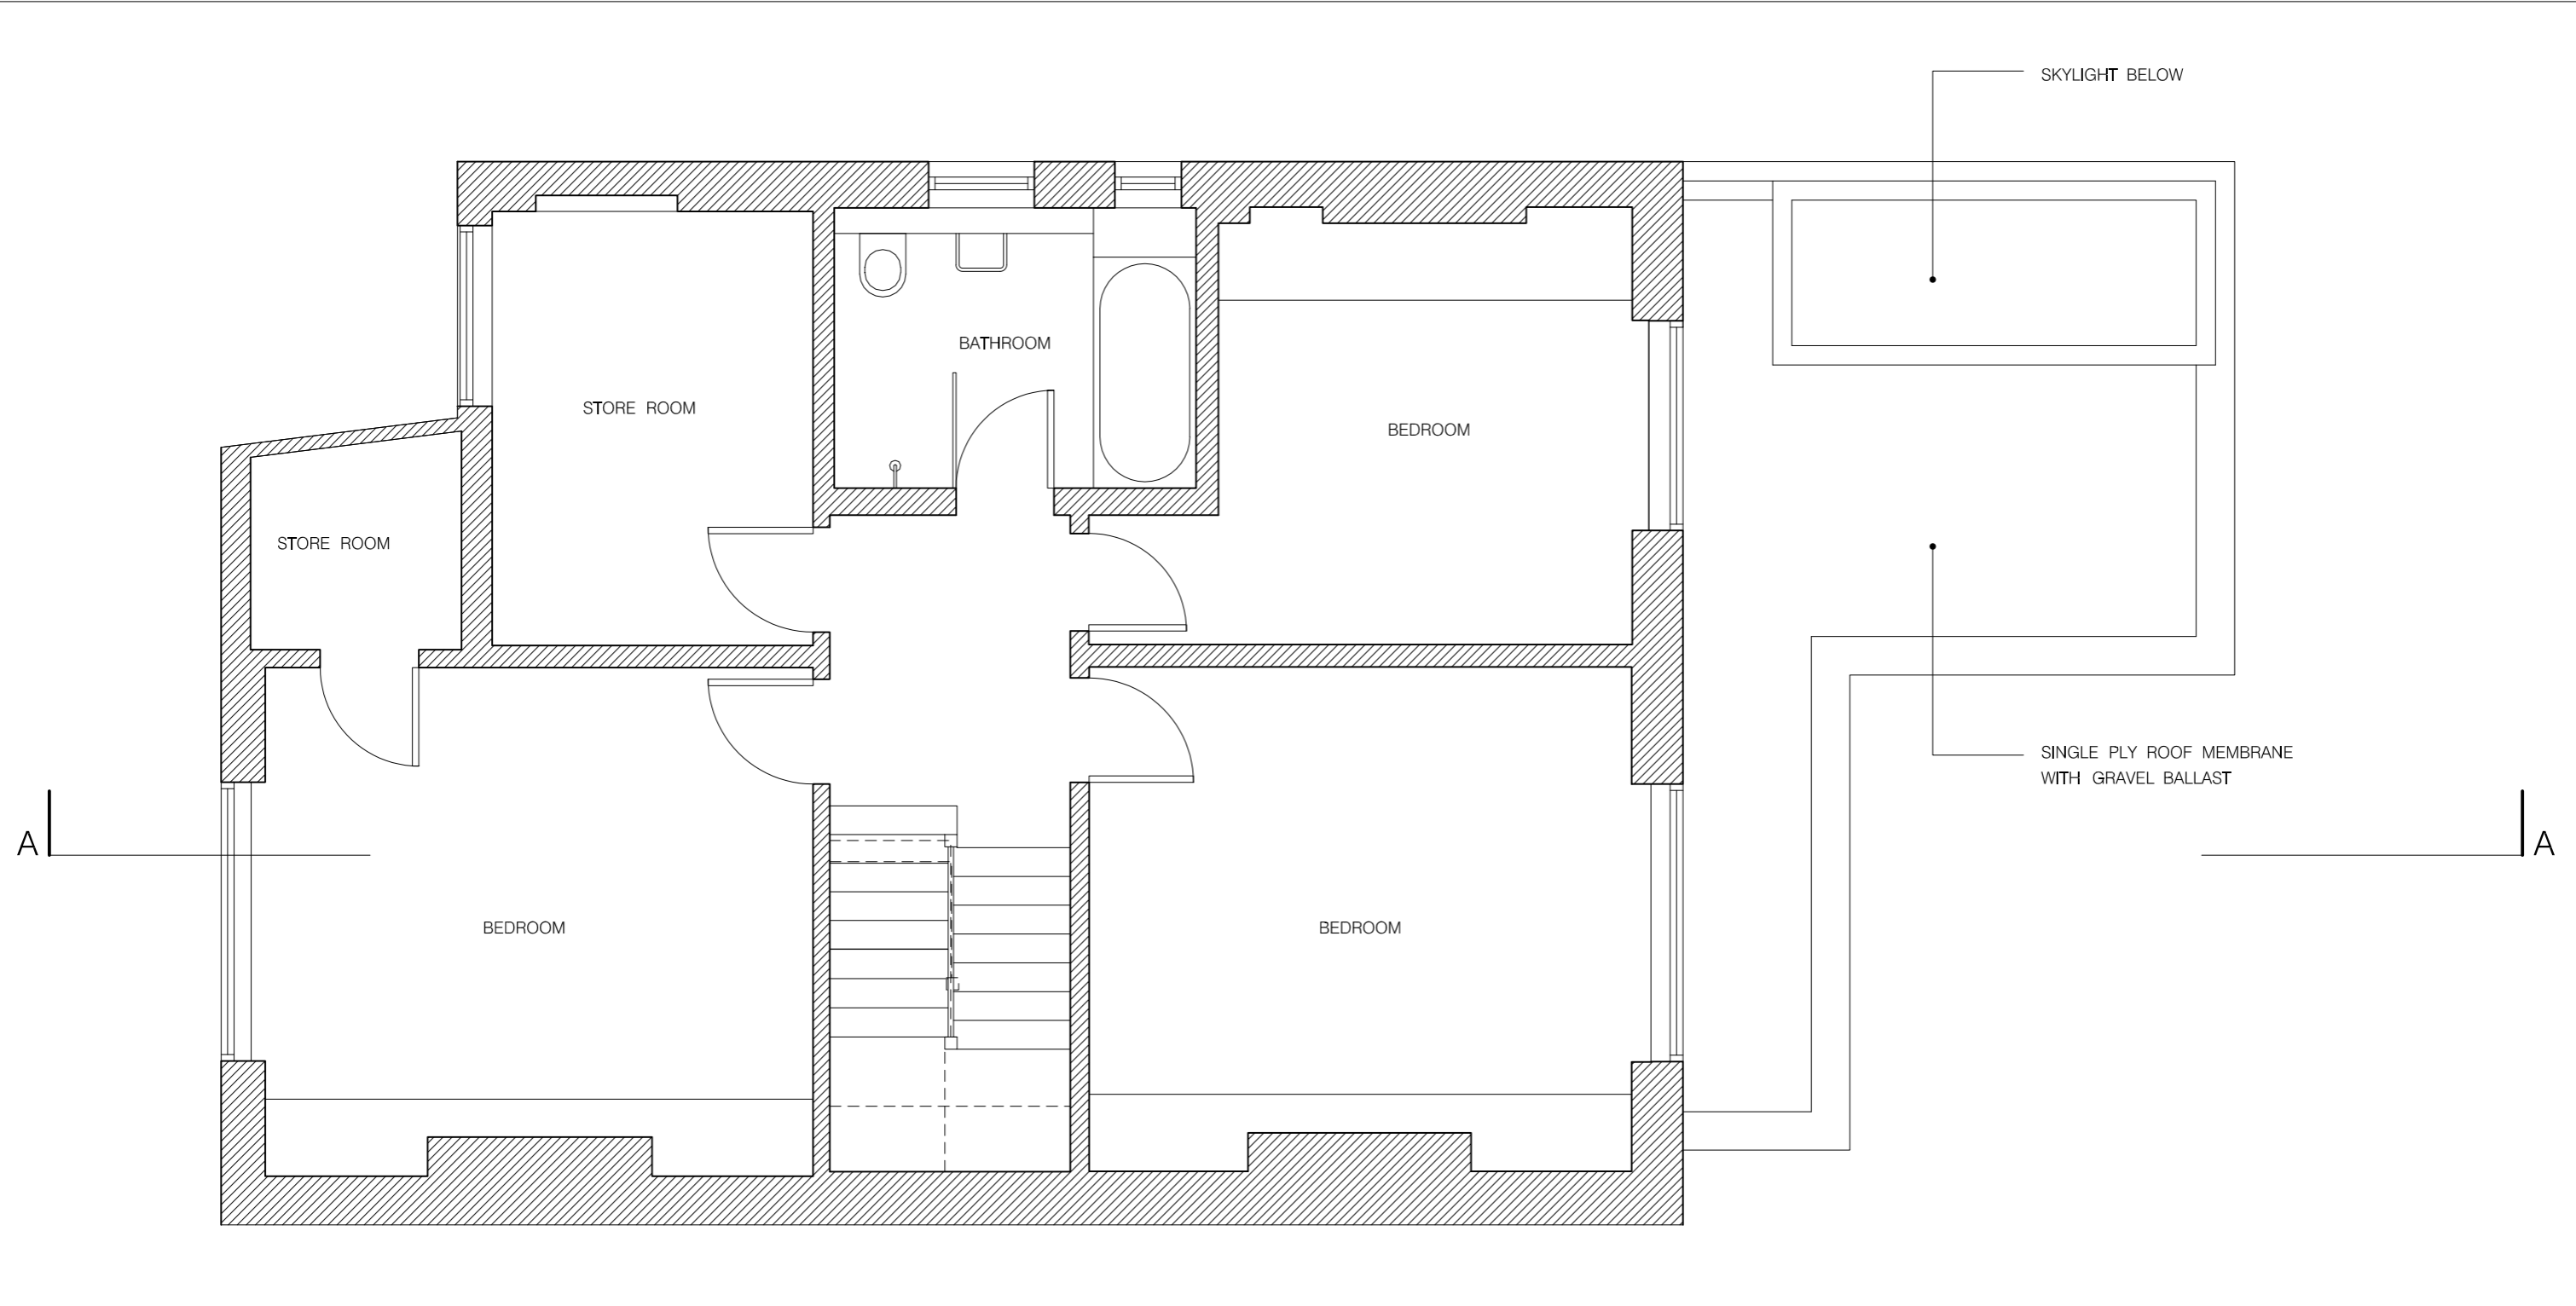 SKYLIGHT BELOW
BATHROOM
STORE ROOM
BEDROOM
STORE ROOM
SINGLE PLY ROOF MEMBRANE
WITH GRAVEL BALLAST
A
A
BEDROOM
BEDROOM